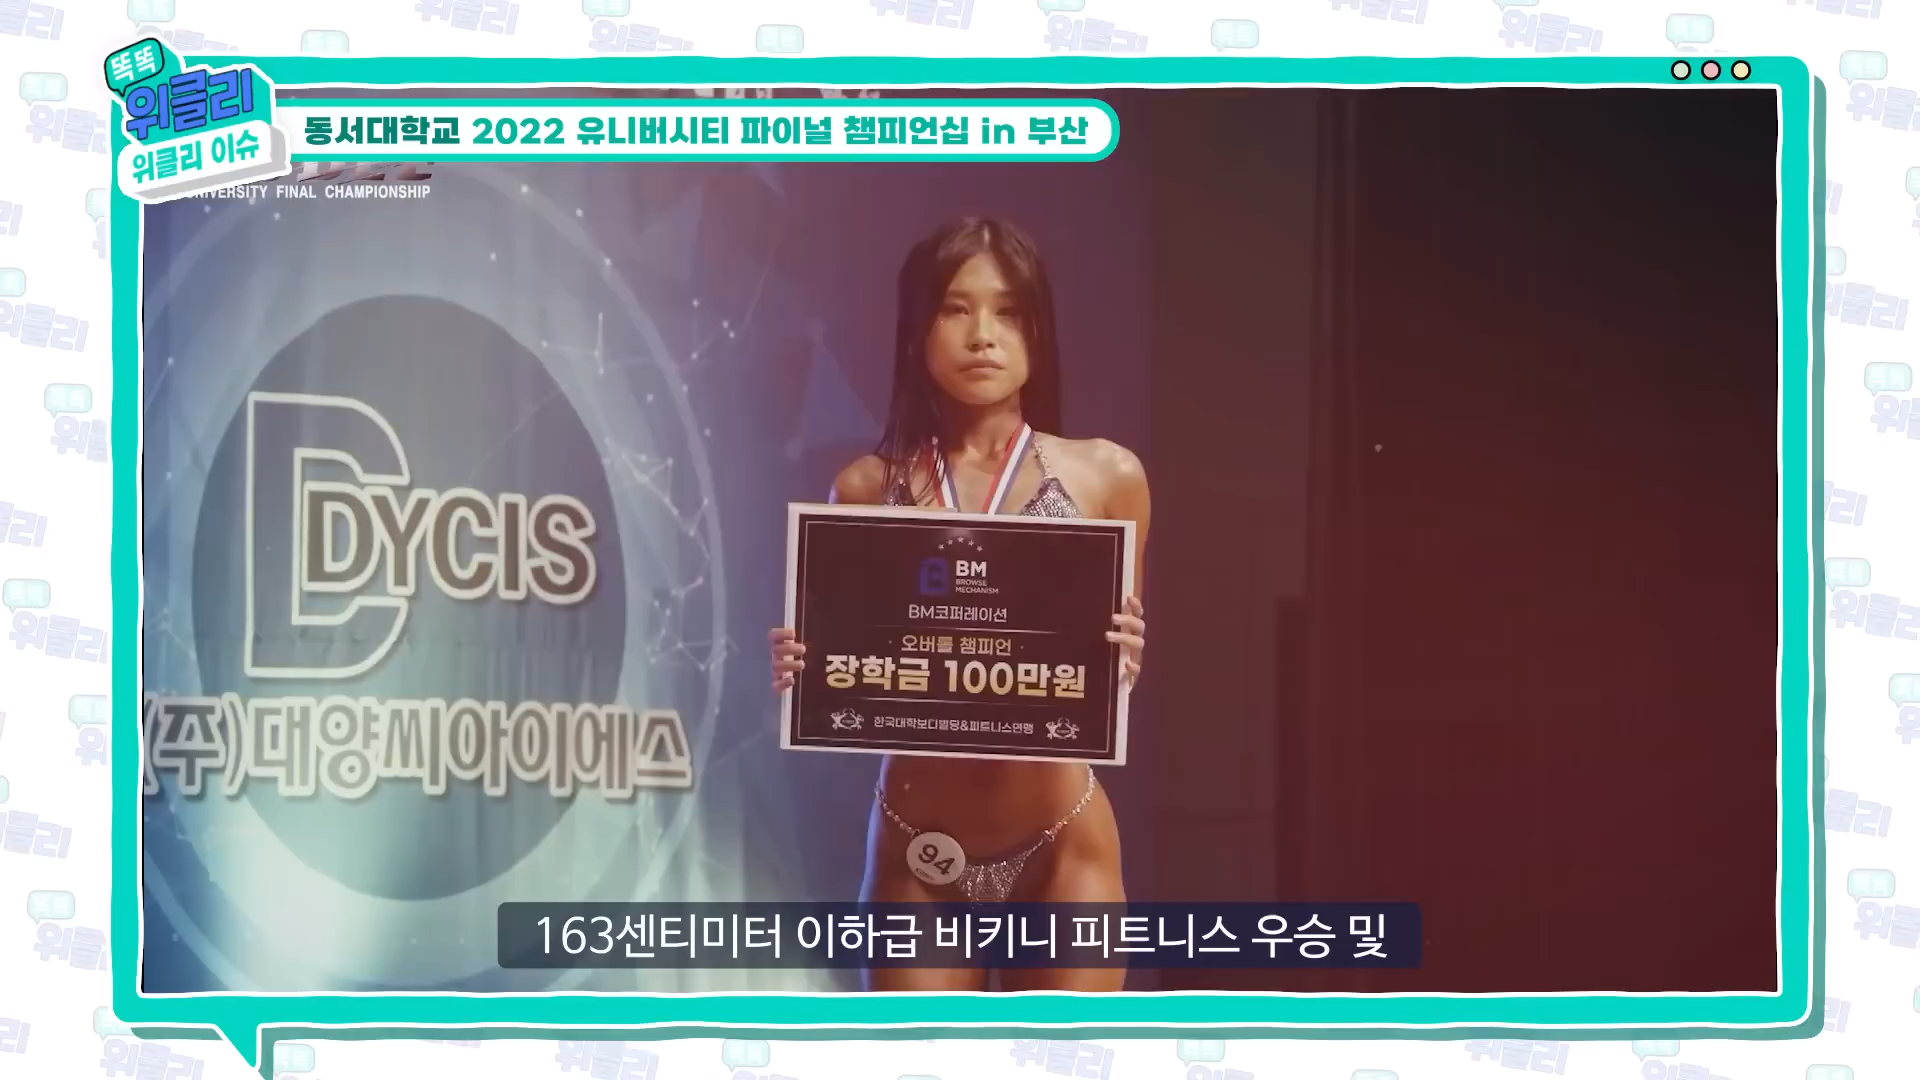 똑똑
위클리
위클리 이슈
동서대학교 2022 유니버시티 파이널 챔피언십 in 부산
UNIVERSITY FINAL CHAMPIONSHIP
DYCIS
(주)대양씨아이에스
BM
BROWSE
MECHANISM
BM코퍼레이션
· 오버롤 챔피언 ·
장학금 100만원
한국대학보디빌딩&피트니스연맹
94
163센티미터 이하급 비키니 피트니스 우승 및